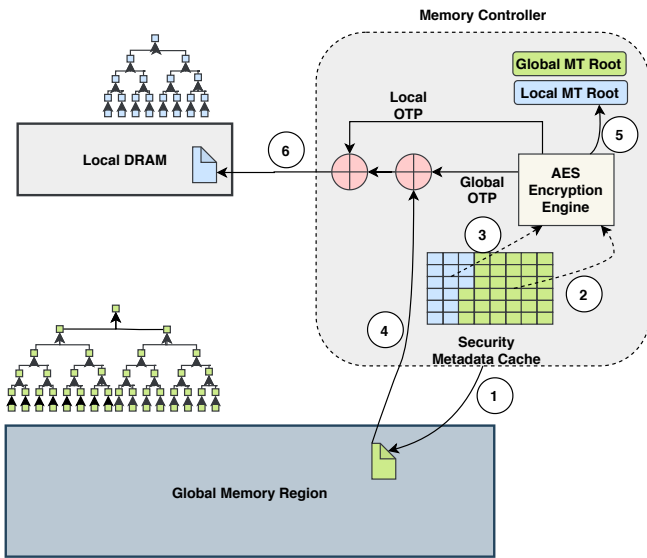 Memory Controller
Global MT Root
Local MT Root
Local
OTP
5
6
Local DRAM
AES
Encryption
Engine
Global
OTP
3
2
4
Security
Metadata Cache
1
Global Memory Region